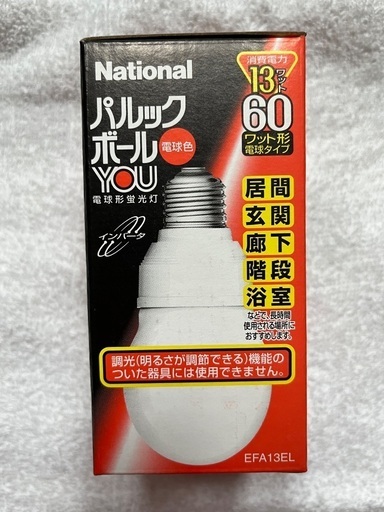 National
パルック
ボール
電球色
YOU
電球形蛍光灯
インバータ
消費電力
13ワット
60
ワット形
電球タイプ
居間
玄関
廊下
階段
浴室
などで、長時間
使用される場所に
おすすめします。
調光(明るさが調節できる)機能の
ついた器具には使用できません。
EFA13EL